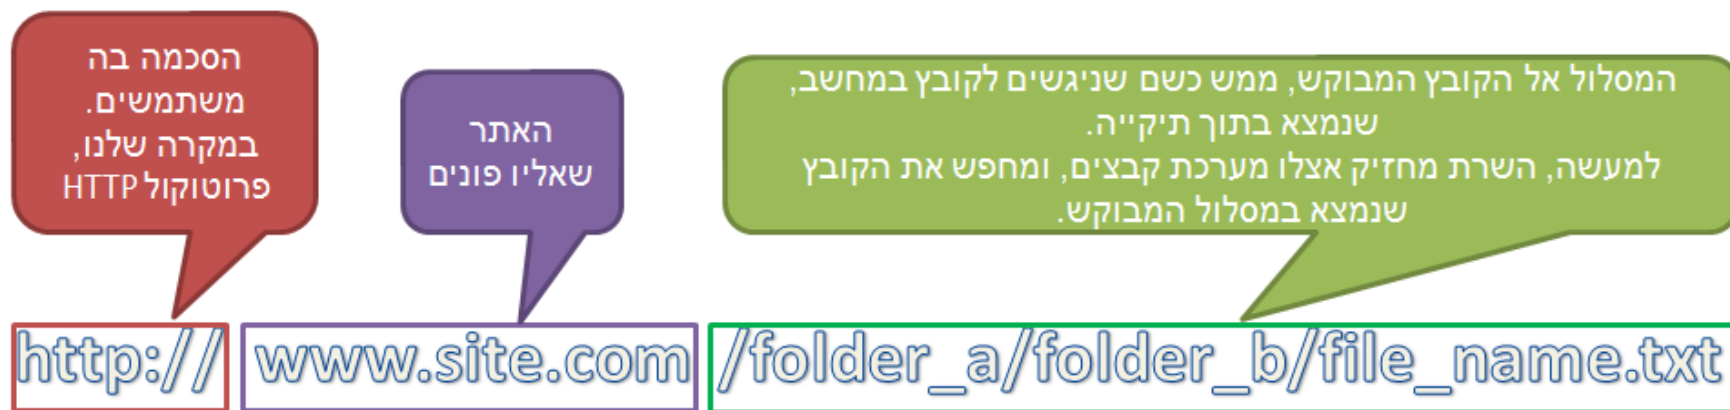 הסכמה בה
משתמשים.
במקרה שלנו,
פרוטוקול HTTP
האתר
שאליו פונים
המסלול אל הקובץ המבוקש, ממש כשם שניגשים לקובץ במחשב,
שנמצא בתוך תיקייה.
למעשה, השרת מחזיק אצלו מערכת קבצים, ומחפש את הקובץ
שנמצא במסלול המבוקש.
http:// www.site.com /folder_a/folder_b/file_name.txt